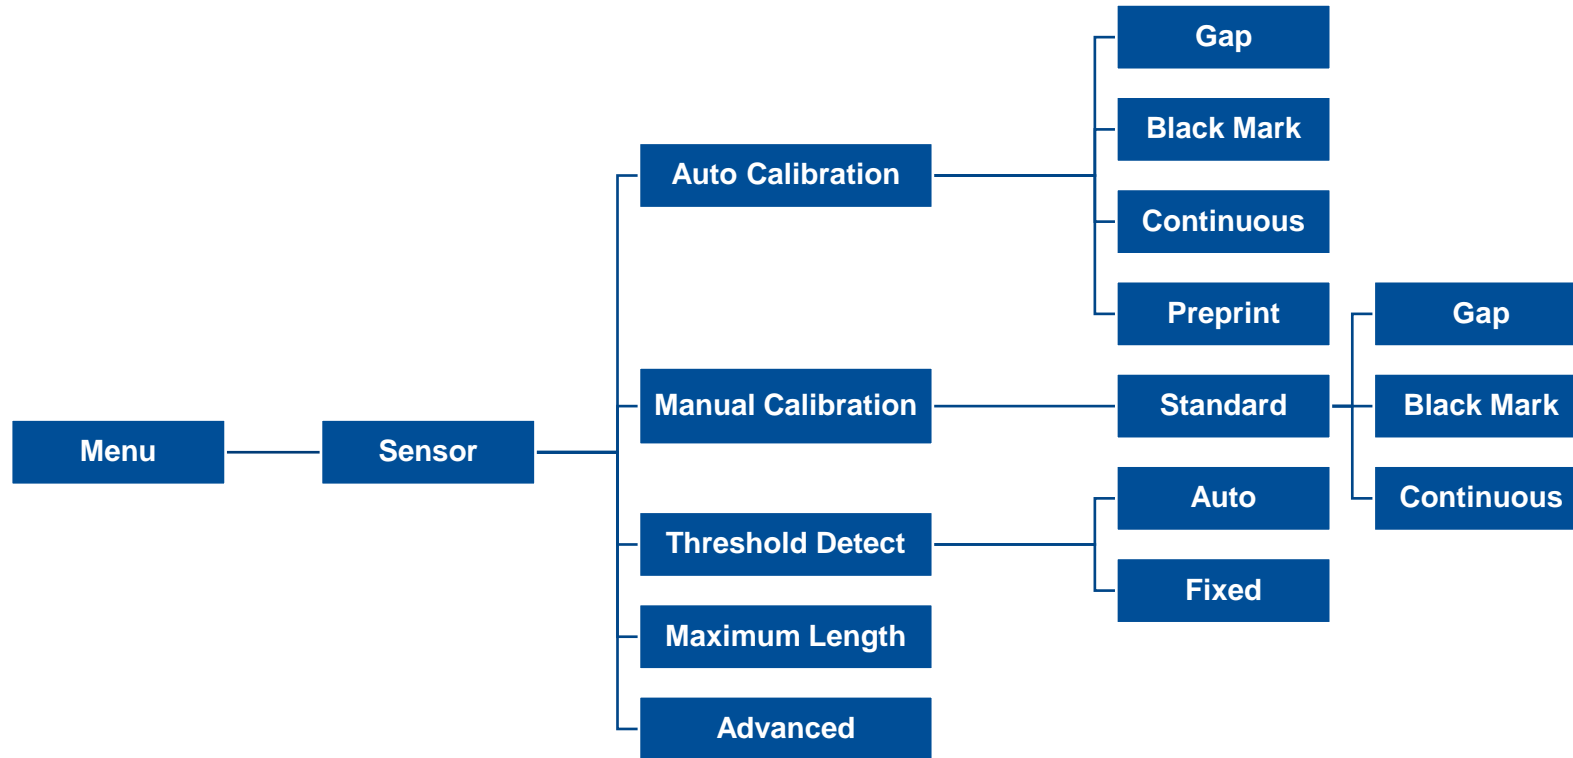 Gap
Black Mark
Auto Calibration
Continuous
Preprint
Gap
Manual Calibration
Standard
Black Mark
Menu
Sensor
Auto
Continuous
Threshold Detect
Fixed
Maximum Length
Advanced